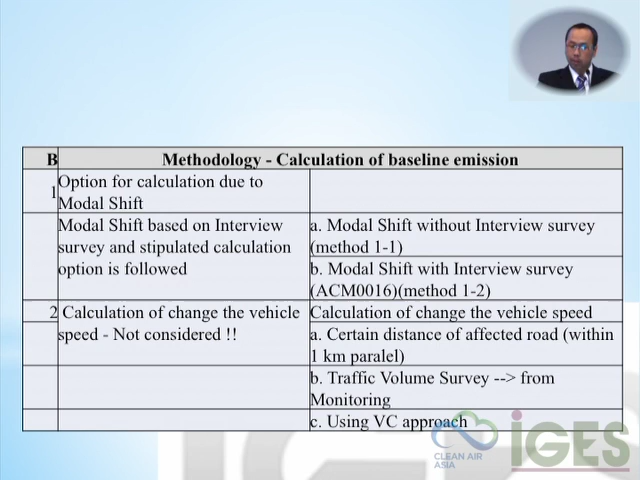 B Methodology - Calculation of baseline emission
1 Option for calculation due to
Modal Shift
Modal Shift based on Interview
survey and stipulated calculation
option is followed
a. Modal Shift without Interview survey
(method 1-1)
b. Modal Shift with Interview survey
(ACM0016)(method 1-2)
2 Calculation of change the vehicle
speed - Not considered !!
Calculation of change the vehicle speed
a. Certain distance of affected road (within
1 km paralel)
b. Traffic Volume Survey --> from
Monitoring
c. Using VC approach
CLEAN AIR
ASIA
iGES